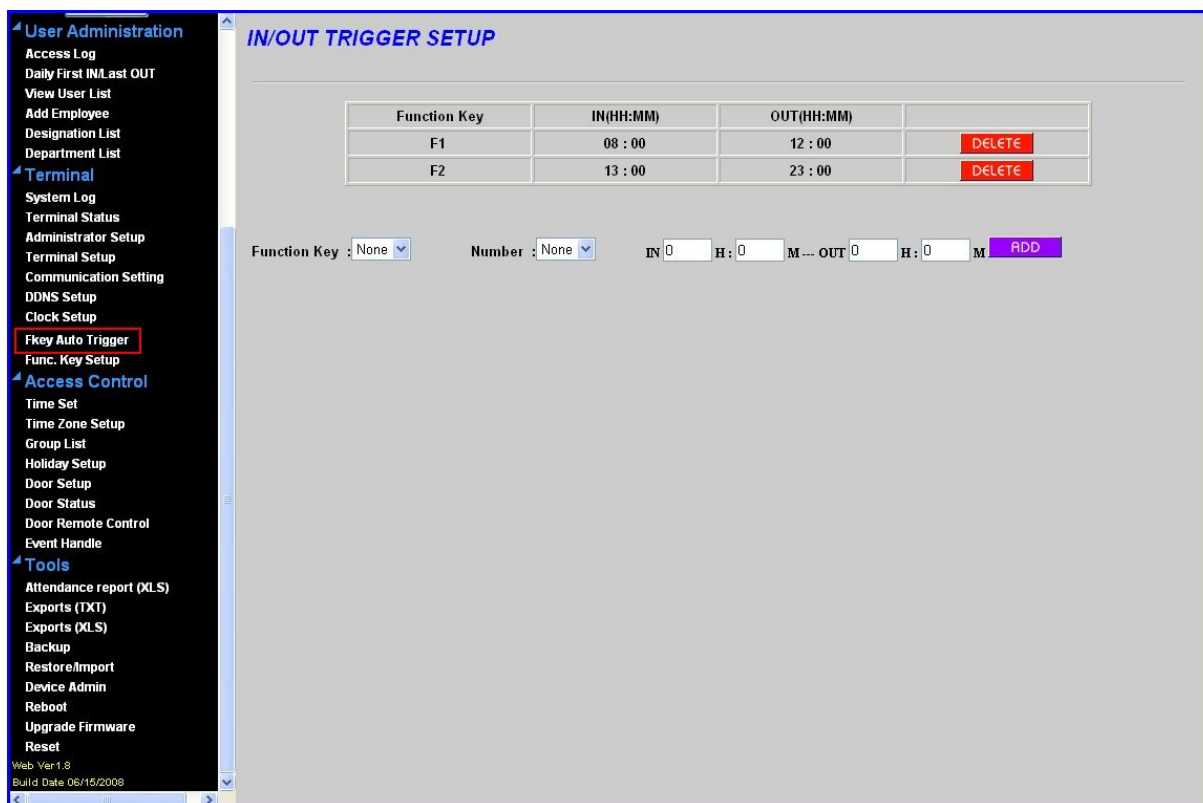 User Administration
Access Log
Daily First IN/Last OUT
View User List
Add Employee
Designation List
Department List
Terminal
System Log
Terminal Status
Administrator Setup
Terminal Setup
Communication Setting
DDNS Setup
Clock Setup
Fkey Auto Trigger
Func. Key Setup
Access Control
Time Set
Time Zone Setup
Group List
Holiday Setup
Door Setup
Door Status
Door Remote Control
Event Handle
Tools
Attendance report (XLS)
Exports (TXT)
Exports (XLS)
Backup
Restore/Import
Device Admin
Reboot
Upgrade Firmware
Reset
Web Ver1.8
Build Date 06/15/2008
IN/OUT TRIGGER SETUP
Function Key IN(HH:MM) OUT(HH:MM)
F1 08 : 00 12 : 00 DELETE
F2 13 : 00 23 : 00 DELETE
Function Key : None Number : None IN 0 H : 0 M --- OUT 0 H : 0 M ADD